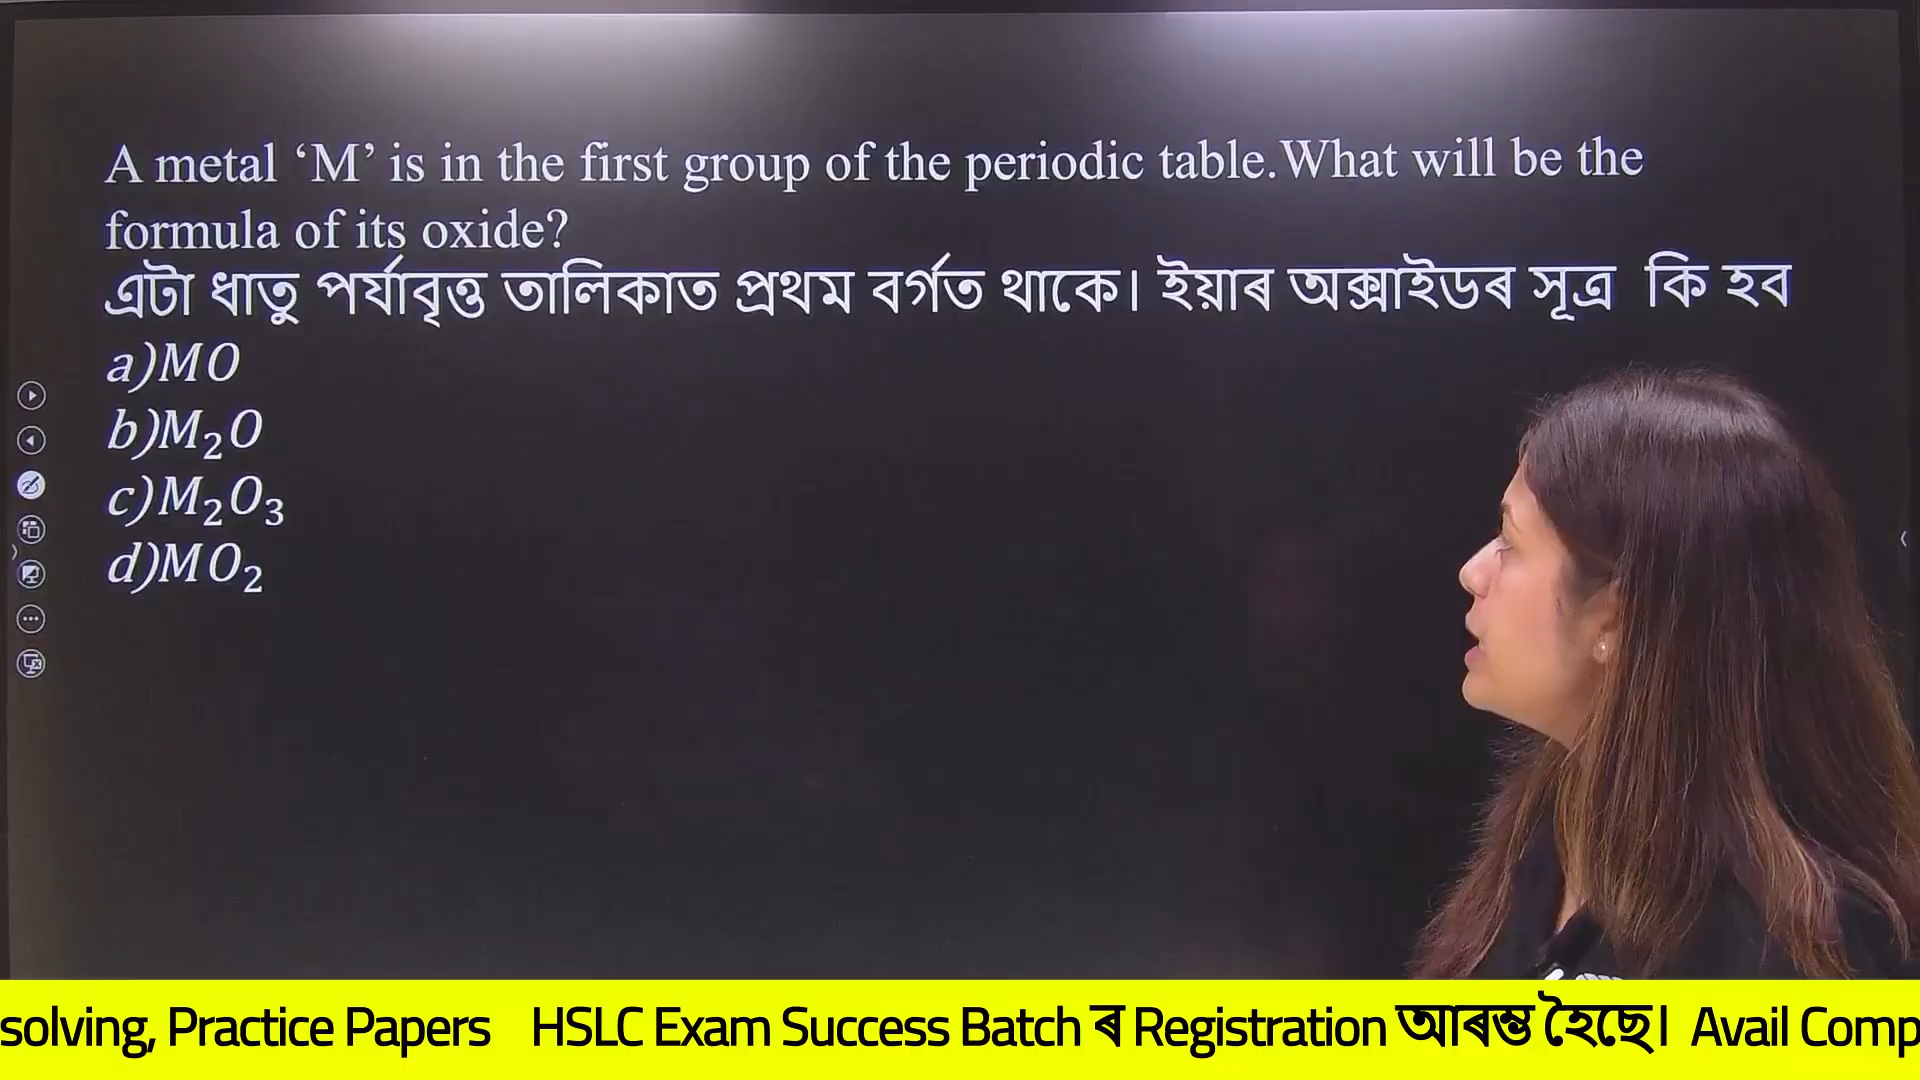 A metal ‘M’ is in the first group of the periodic table.What will be the
formula of its oxide?
এটা ধাতু পৰ্যাবৃত্ত তালিকাত প্ৰথম বৰ্গত থাকে। ইয়াৰ অক্সাইডৰ সূত্ৰ কি হব
a)MO
b)M₂O
c)M₂O₃
d)MO₂
solving, Practice Papers HSLC Exam Success Batch ৰ Registration আৰম্ভ হৈছে। Avail Comp